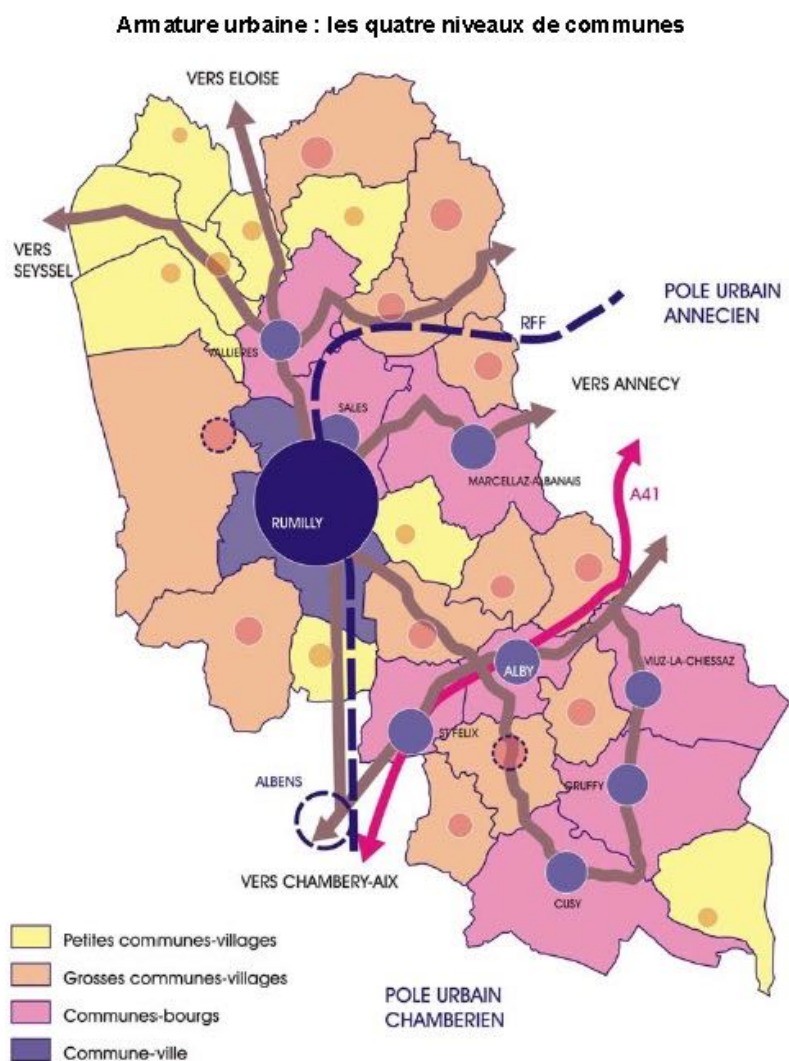 Armature urbaine : les quatre niveaux de communes
VERS ELOISE
VERS
SEYSSEL
POLE URBAIN
ANNECIEN
RFF
VALLIERES
VERS ANNECY
SALES
MARCELLAZ-ALBANAIS
A41
RUMILLY
ALBY
VIUZ-LA-CHIESSAZ
ST FELIX
ALBENS
GRUFFY
VERS CHAMBERY-AIX
CUSY
Petites communes-villages
Grosses communes-villages
Communes-bourgs
Commune-ville
POLE URBAIN
CHAMBERIEN